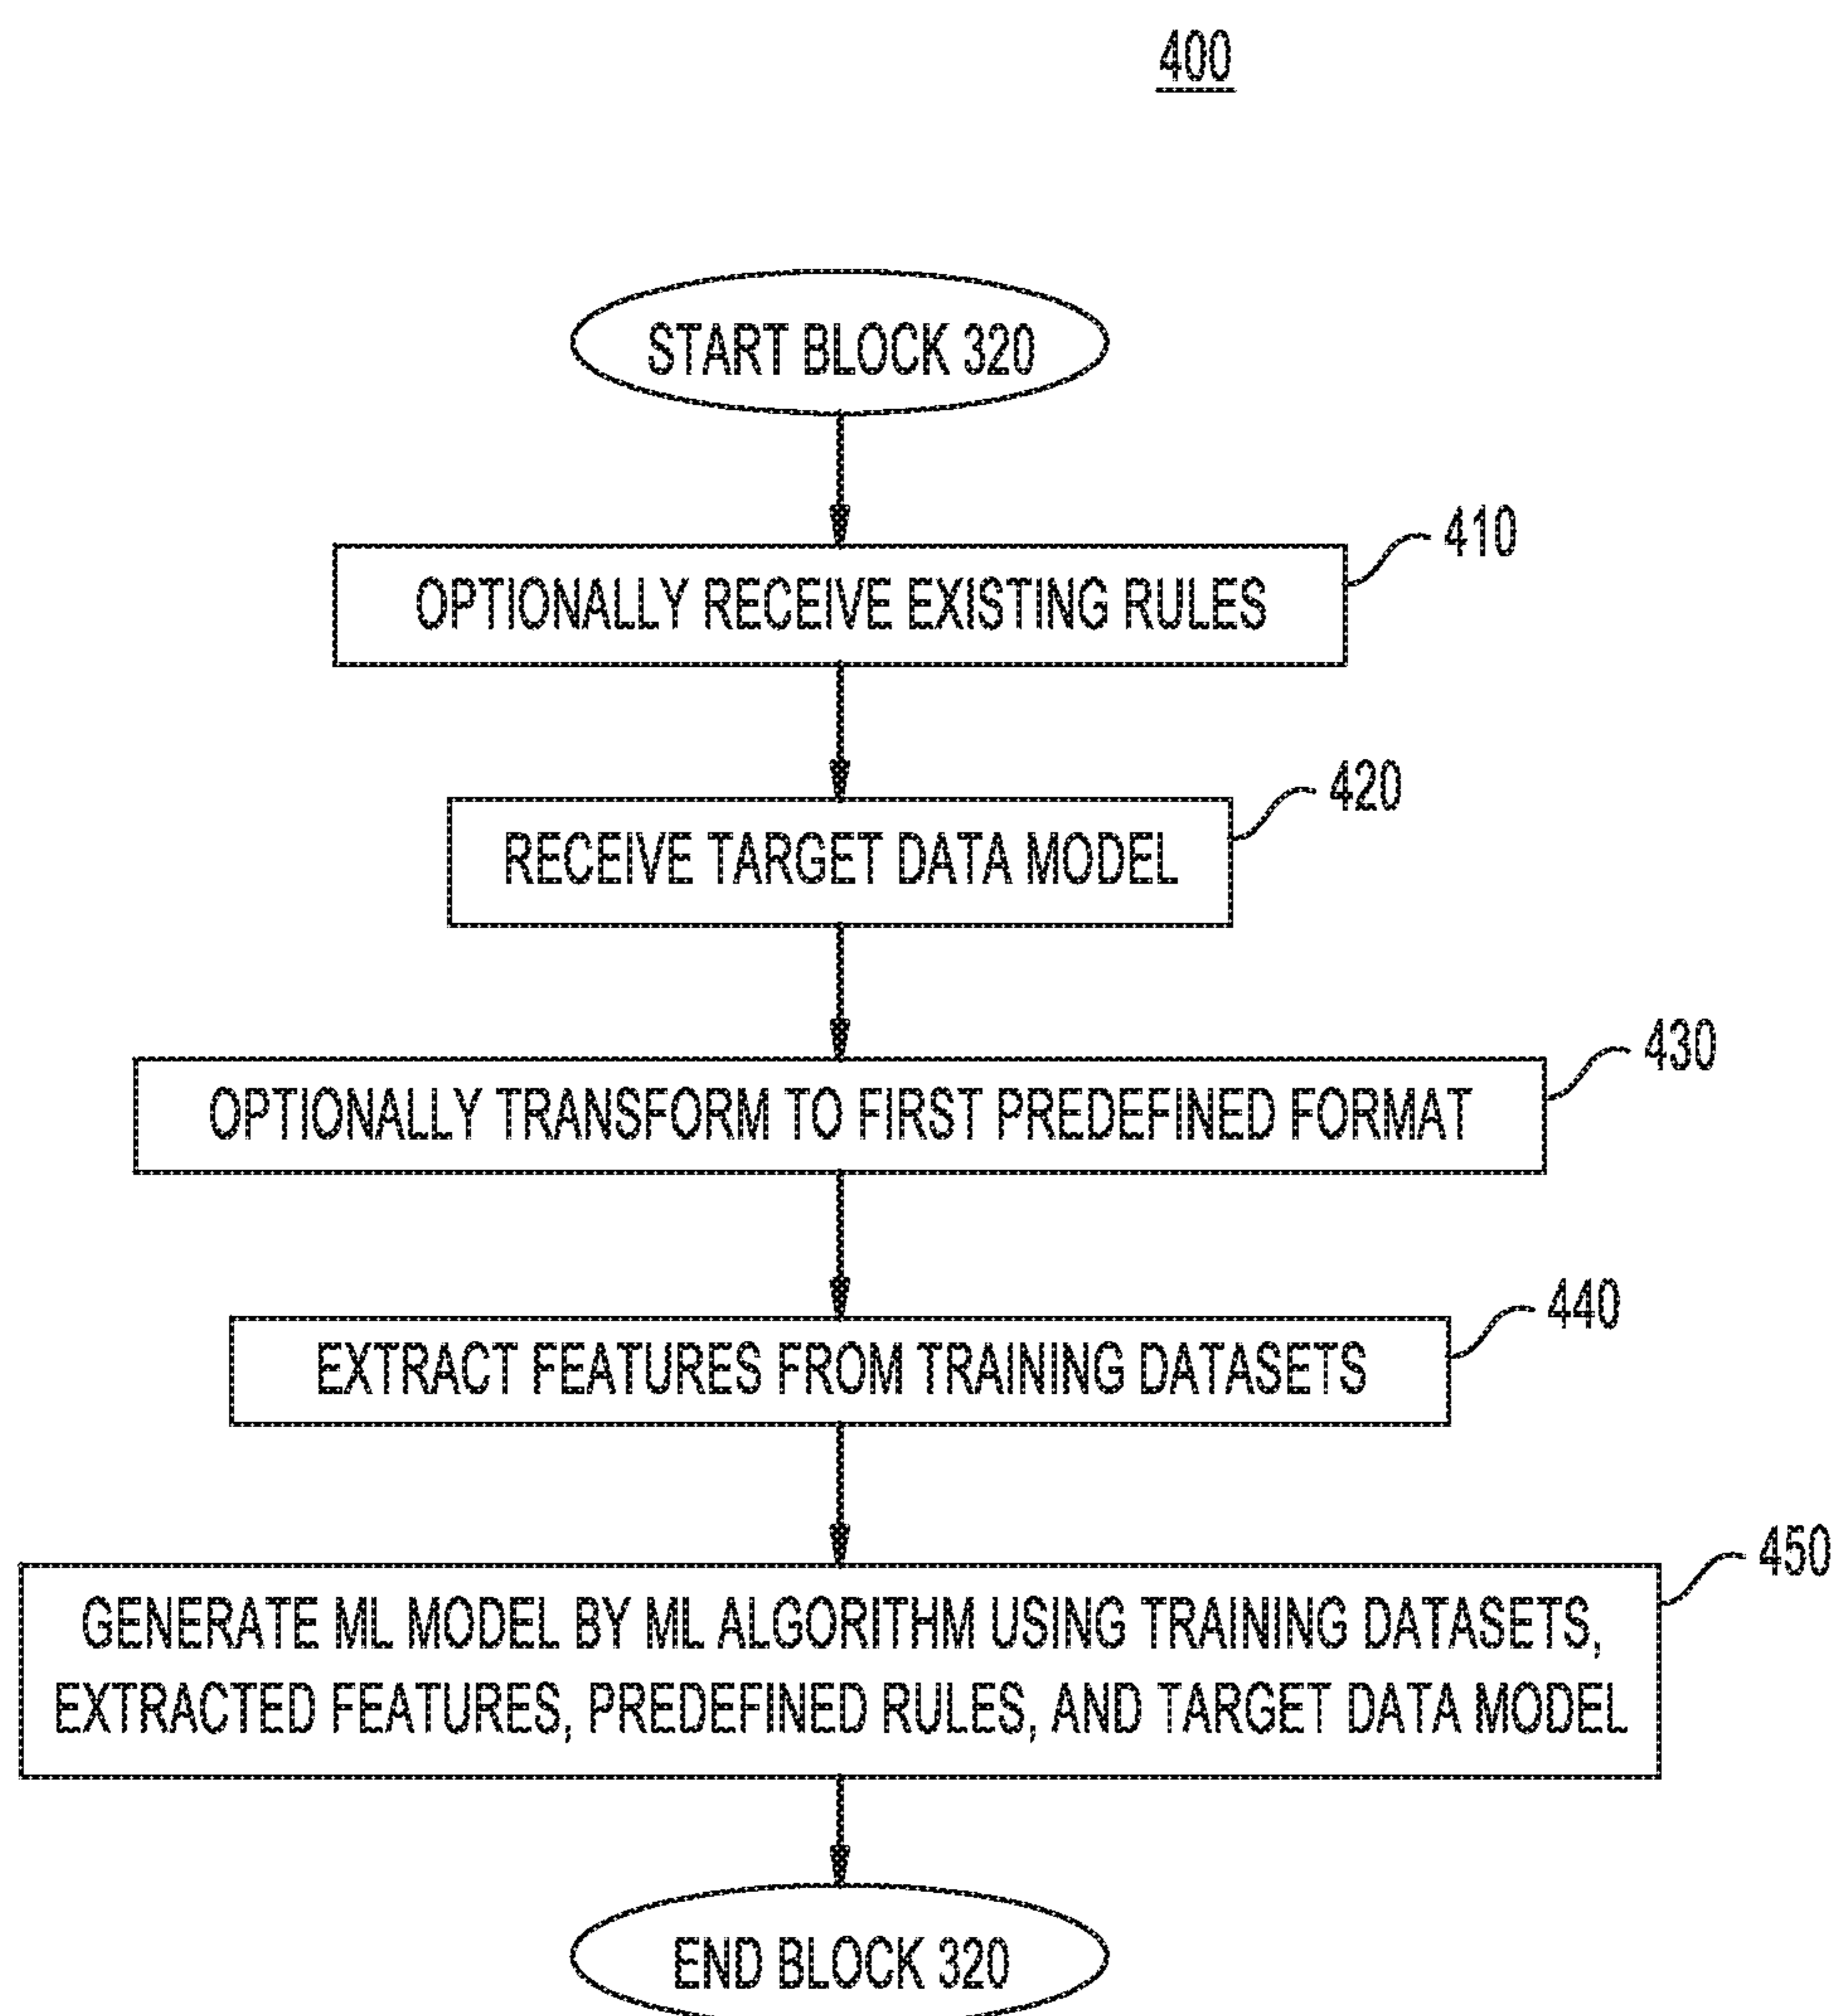 400
START BLOCK 320
410
OPTIONALLY RECEIVE EXISTING RULES
420
RECEIVE TARGET DATA MODEL
430
OPTIONALLY TRANSFORM TO FIRST PREDEFINED FORMAT
440
EXTRACT FEATURES FROM TRAINING DATASETS
450
GENERATE ML MODEL BY ML ALGORITHM USING TRAINING DATASETS,
EXTRACTED FEATURES, PREDEFINED RULES, AND TARGET DATA MODEL
END BLOCK 320